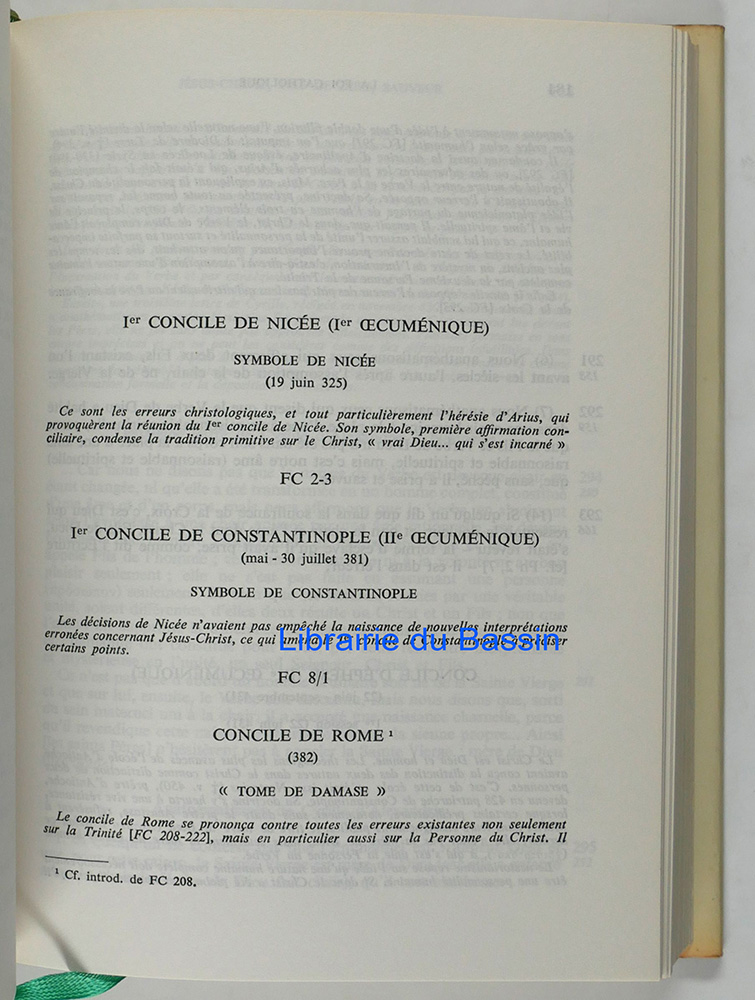 Ier CONCILE DE NICÉE (Ier ŒCUMÉNIQUE)
SYMBOLE DE NICÉE
(19 juin 325)
Ce sont les erreurs christologiques, et tout particulièrement l'hérésie d'Arius, qui
provoquèrent la réunion du Ier concile de Nicée. Son symbole, première affirmation con-
ciliaire, condense la tradition primitive sur le Christ, « vrai Dieu... qui s'est incarné »
FC 2-3
Ier CONCILE DE CONSTANTINOPLE (IIe ŒCUMÉNIQUE)
(mai - 30 juillet 381)
SYMBOLE DE CONSTANTINOPLE
Les décisions de Nicée n'avaient pas empêché la naissance de nouvelles interprétations
erronées concernant Jésus-Christ, ce qui amena le Ier concile de Constantinople à préciser
certains points.
Librairie du Bassin
FC 8/1
CONCILE DE ROME 1
(382)
« TOME DE DAMASE »
Le concile de Rome se prononça contre toutes les erreurs existantes non seulement
sur la Trinité [FC 208-222], mais en particulier aussi sur la Personne du Christ. Il
1 Cf. introd. de FC 208.